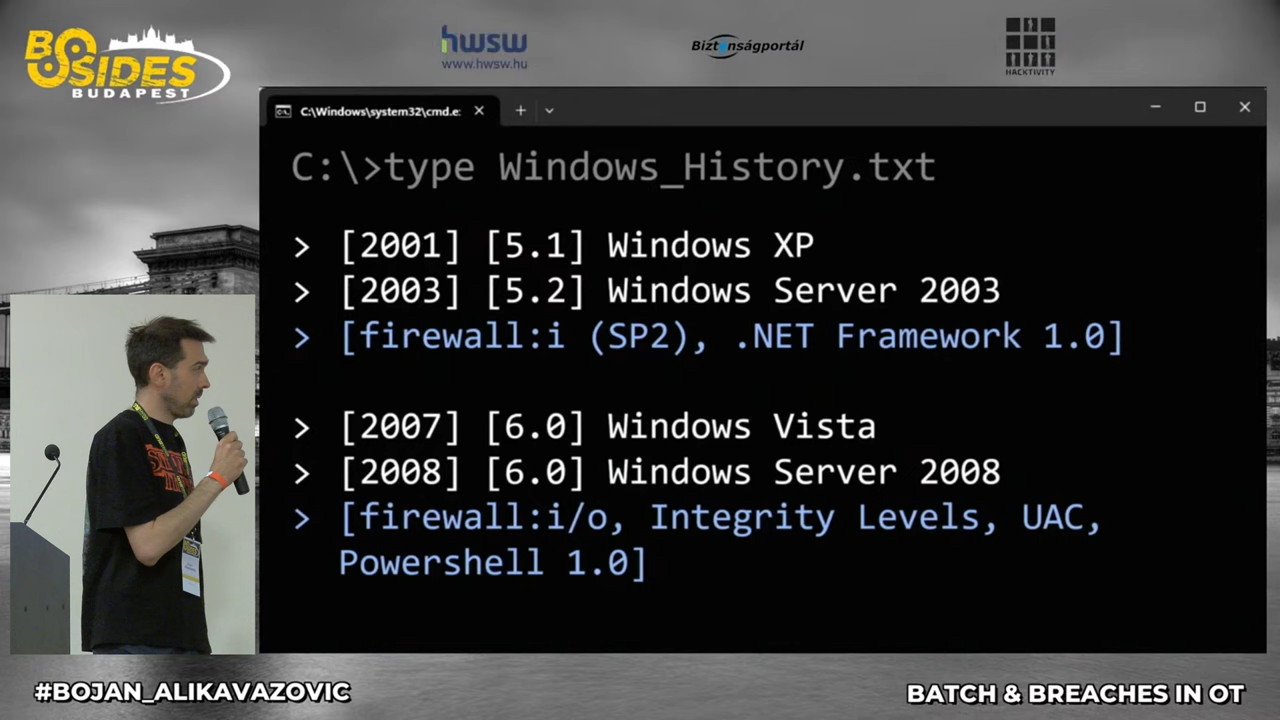 BSIDES
BUDAPEST
hwsw
www.hwsw.hu
Biztonságportál
HACKTIVITY
C:\Windows\system32\cmd.e:
C:\>type Windows_History.txt
> [2001] [5.1] Windows XP
> [2003] [5.2] Windows Server 2003
> [firewall:i (SP2), .NET Framework 1.0]
> [2007] [6.0] Windows Vista
> [2008] [6.0] Windows Server 2008
> [firewall:i/o, Integrity Levels, UAC,
Powershell 1.0]
#BOJAN_ALIKAVAZOVIC
BATCH & BREACHES IN OT